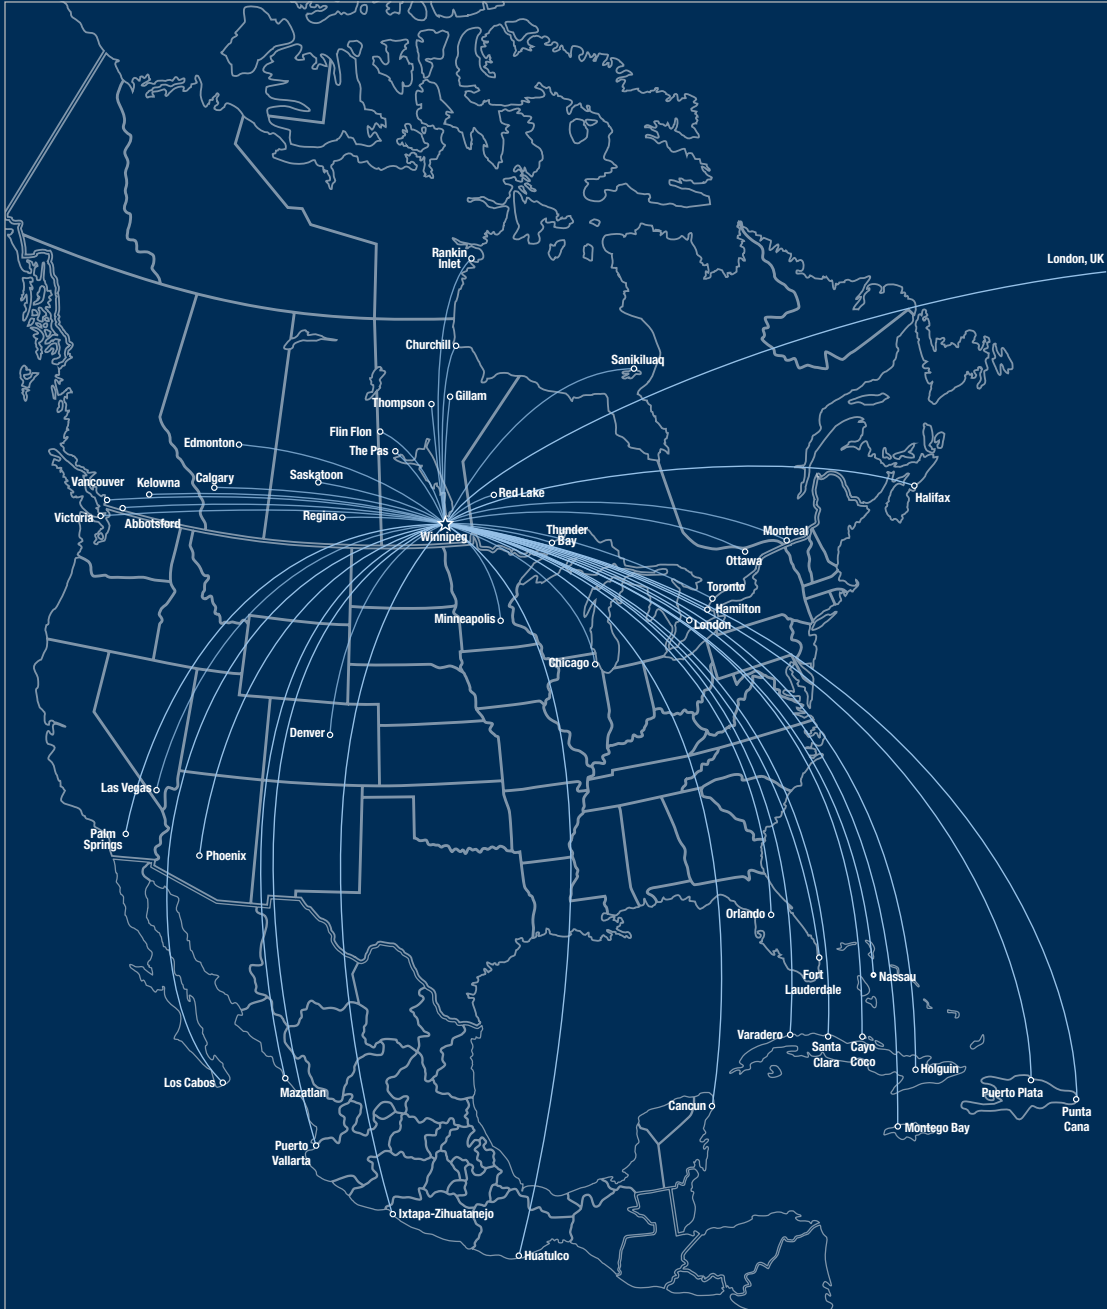 Rankin
Inlet
London, UK
Churchill
Sanikiluaq
Gillam
Thompson
Flin Flon
Edmonton
The Pas
Saskatoon
Calgary
Vancouver
Kelowna
Red Lake
Halifax
Victoria
Abbotsford
Regina
Winnipeg
Thunder
Bay
Montreal
Ottawa
Toronto
Hamilton
London
Minneapolis
Chicago
Denver
Las Vegas
Palm
Springs
Phoenix
Orlando
Fort
Lauderdale
Nassau
Varadero
Santa
Clara
Cayo
Coco
Holguin
Los Cabos
Mazatlan
Puerto Plata
Cancun
Punta
Cana
Montego Bay
Puerto
Vallarta
Ixtapa-Zihuatanejo
Huatulco